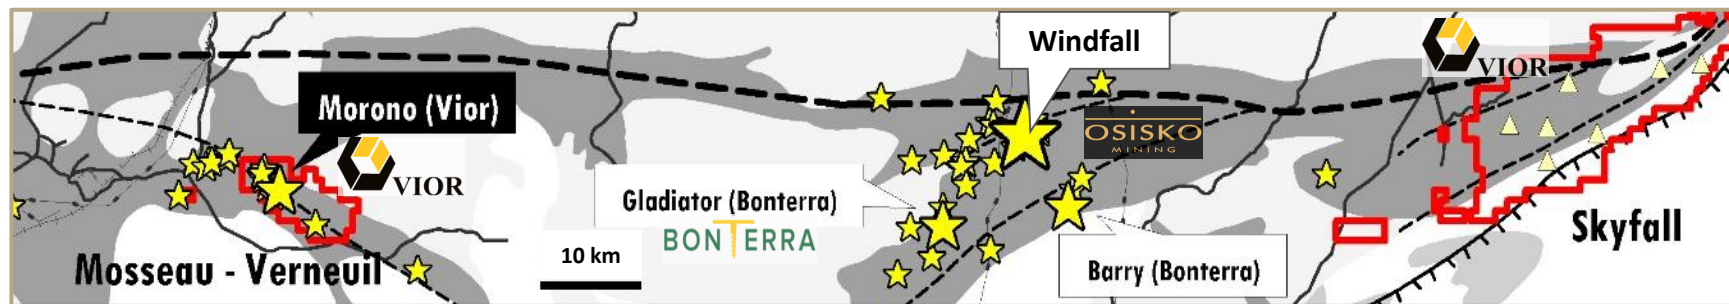 Windfall
VIOR
Morono (Vior)
OSISKO
MINING
VIOR
Gladiator (Bonterra)
BONTERRA
Skyfall
10 km
Barry (Bonterra)
Mosseau - Verneuil